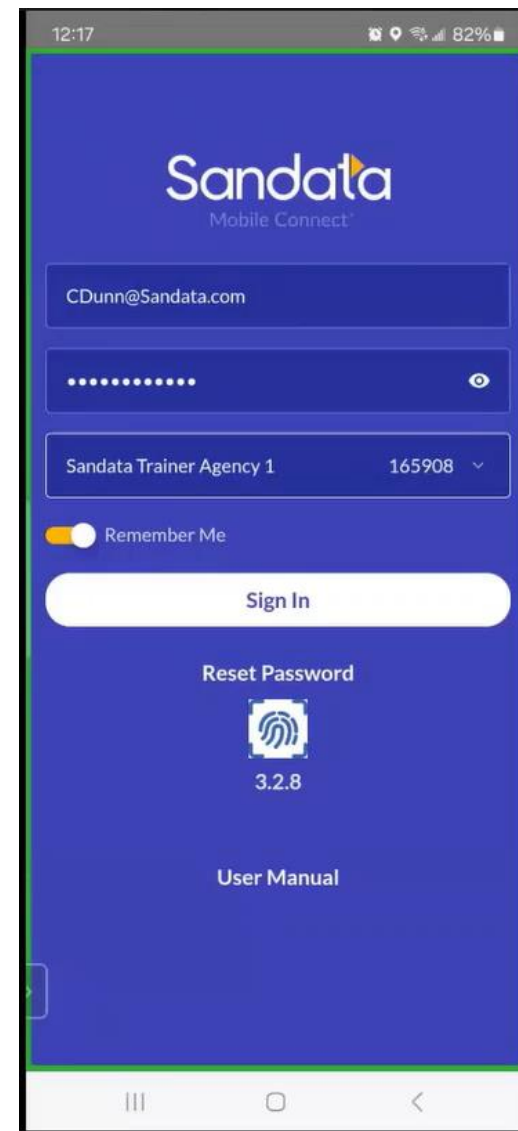 12:17 82%
Sandata
Mobile Connect
CDunn@Sandata.com
••••••••••••
Sandata Trainer Agency 1 165908
Remember Me
Sign In
Reset Password
3.2.8
User Manual